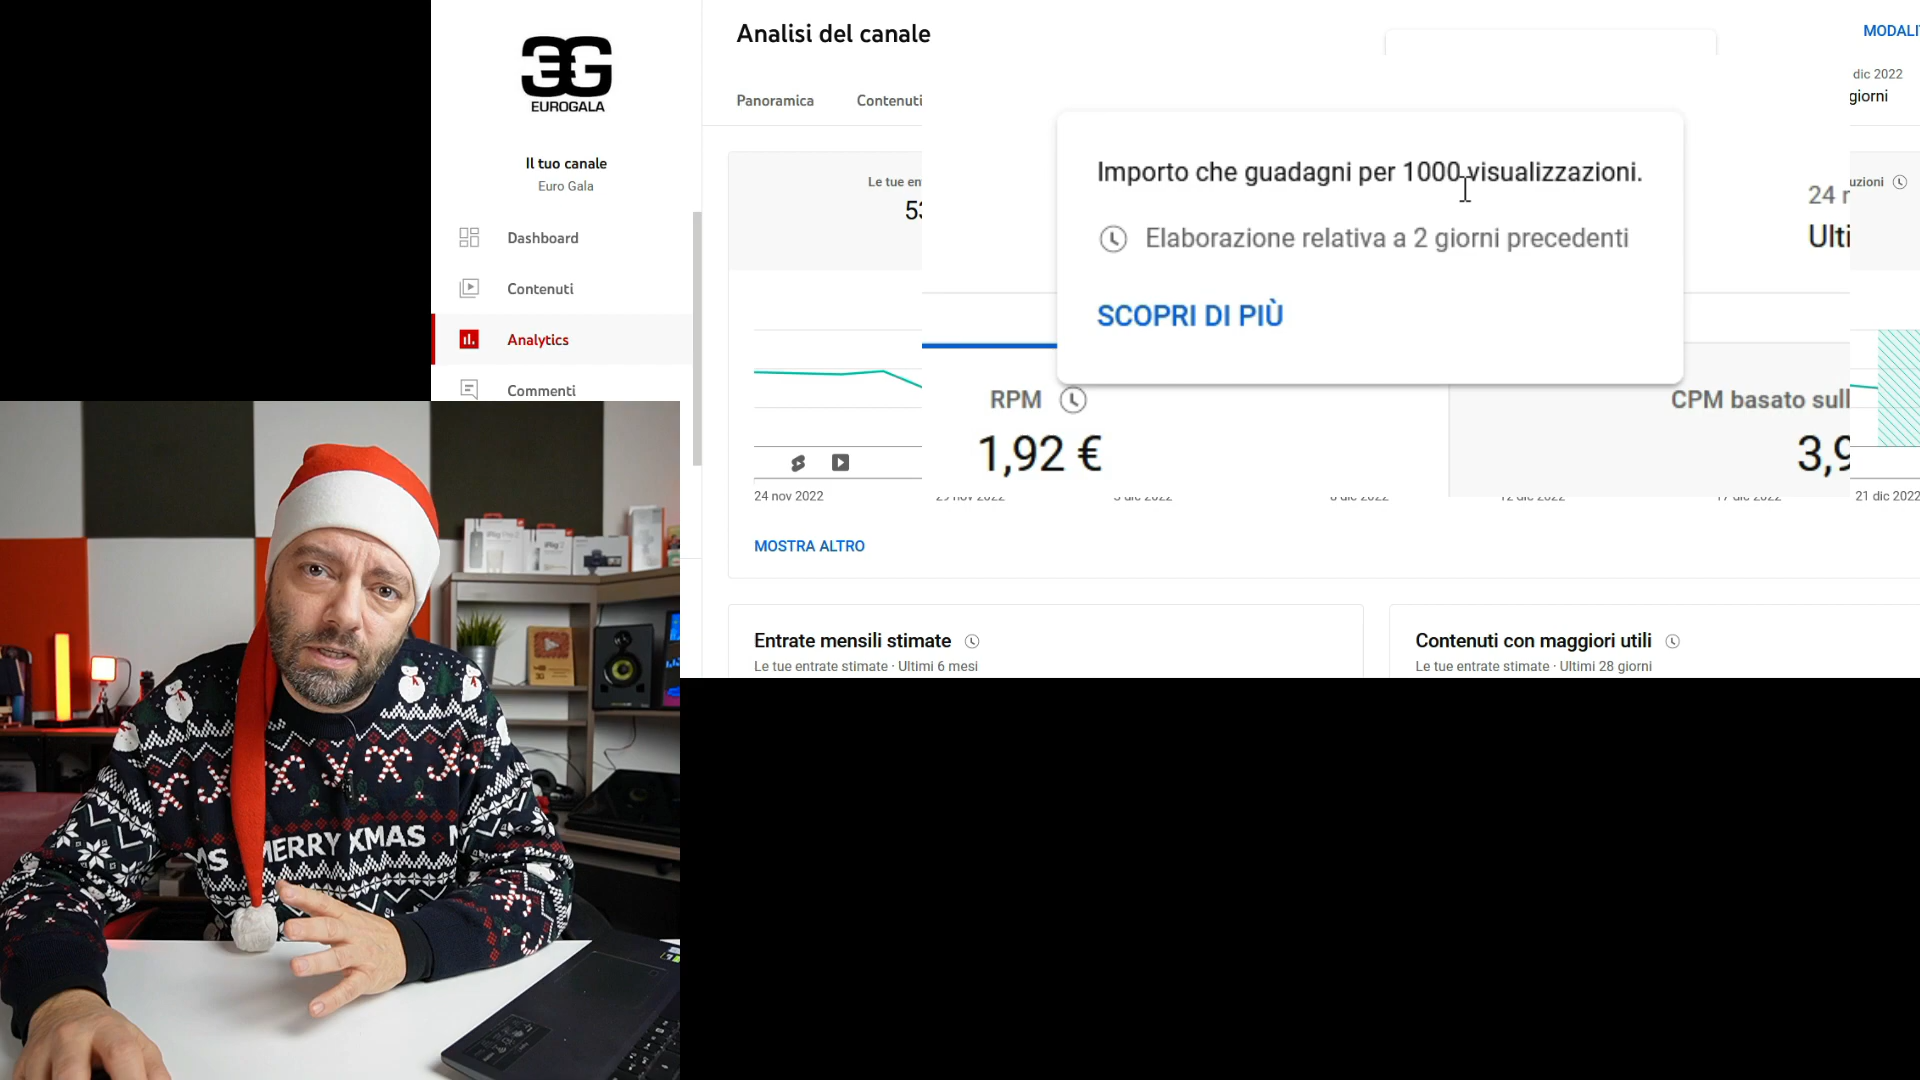 Analisi del canale
MODALI
3G
EUROGALA
Il tuo canale
Euro Gala
Dashboard
Contenuti
Analytics
Commenti
Panoramica
Contenuti
dic 2022
giorni
Le tue en
Importo che guadagni per 1000 visualizzazioni.
Elaborazione relativa a 2 giorni precedenti
SCOPRI DI PIÙ
24
Ulti
uzioni
RPM
1,92 €
CPM basato sull
3,9
24 nov 2022
21 dic 2022
MOSTRA ALTRO
Entrate mensili stimate
Le tue entrate stimate · Ultimi 6 mesi
Contenuti con maggiori utili
Le tue entrate stimate · Ultimi 28 giorni
MERRY XMAS